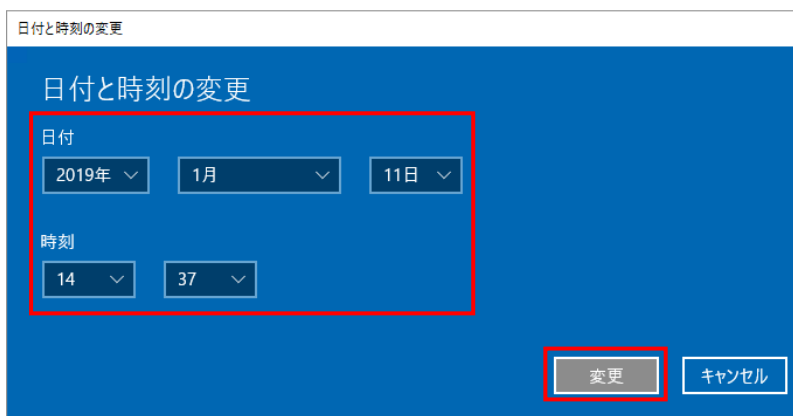 日付と時刻の変更
日付と時刻の変更
日付
2019年 1月 11日
時刻
14 37
変更 キャンセル